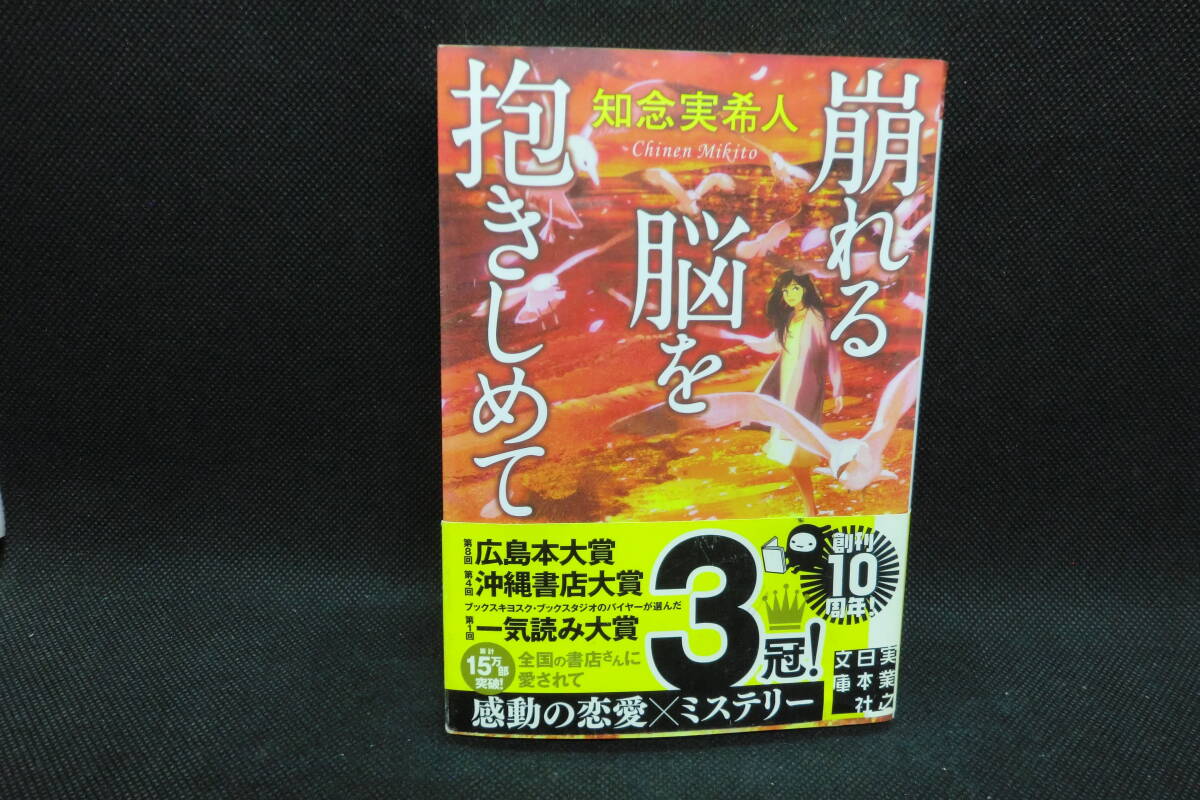 崩れる
脳を
抱きしめて
知念実希人
Chinen Mikito
第8回 広島本大賞
第4回 沖縄書店大賞
ブックスキヨスク・ブックスタジオのバイヤーが選んだ
第1回 一気読み大賞
3冠!
累計
15万部
突破!
全国の書店さんに
愛されて
感動の恋愛×ミステリー
創刊
10
周年!
実業之
日本社
文庫